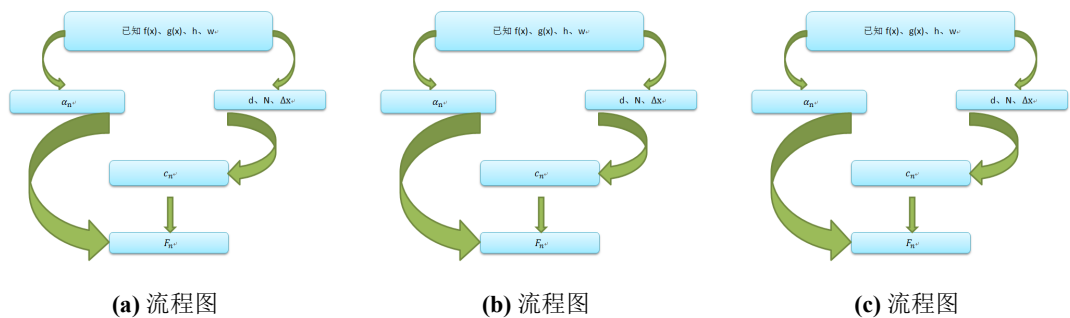 已知 f(x)、g(x)、h、w
αn
d、N、Δx
cn
Fn
(a) 流程图
已知 f(x)、g(x)、h、w
αn
d、N、Δx
cn
Fn
(b) 流程图
已知 f(x)、g(x)、h、w
αn
d、N、Δx
cn
Fn
(c) 流程图